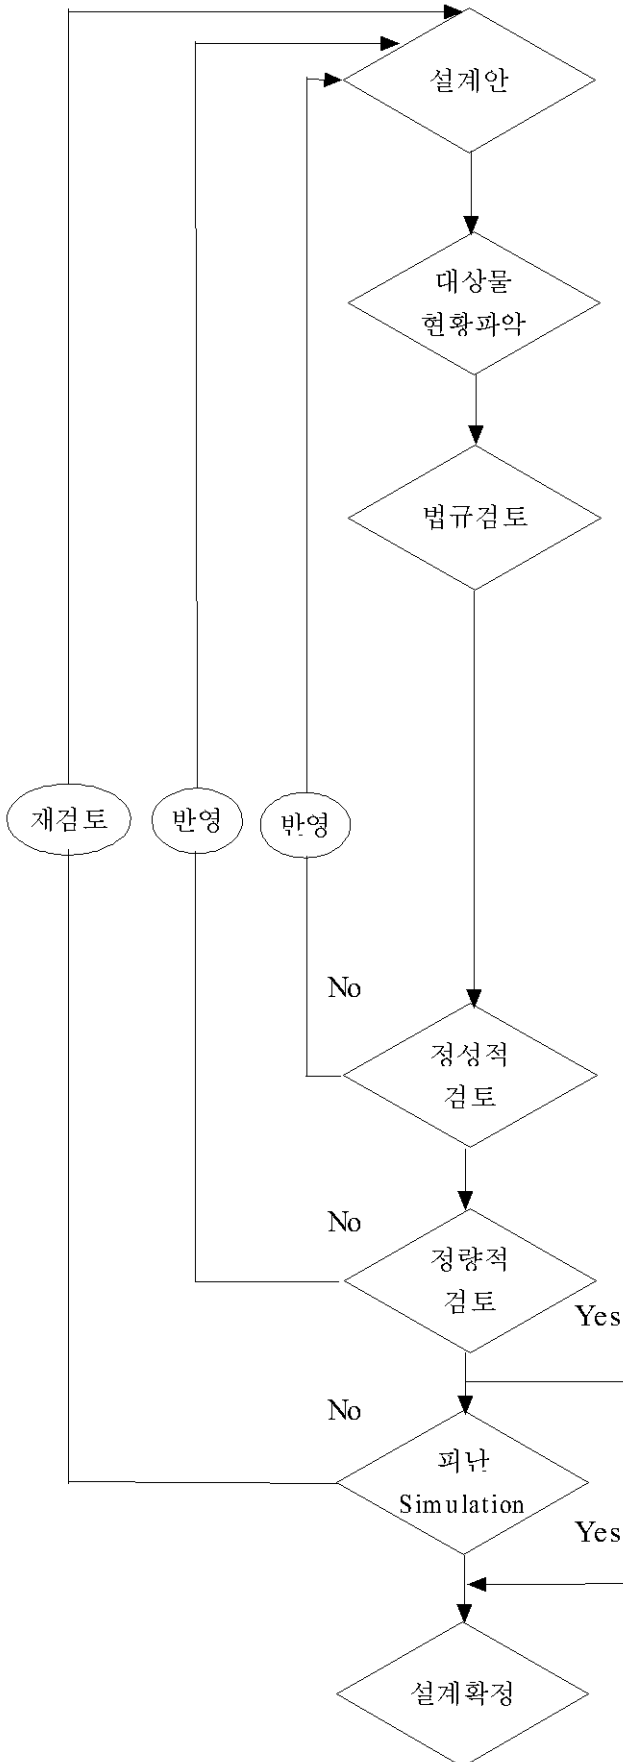 설계안
대상물
현황파악
법규검토
재검토
반영
반영
No
정성적
검토
No
정량적
검토
Yes
No
피난
Simulation
Yes
설계확정